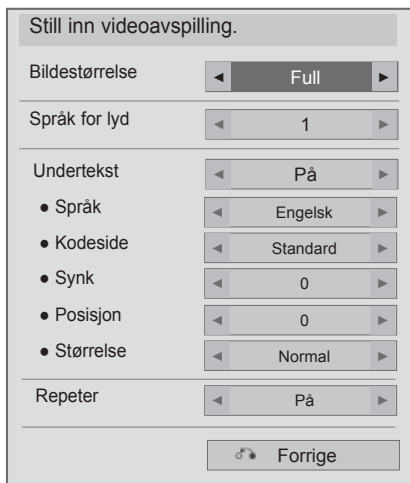 Still inn videoavspilling.
Bildestørrelse ◄ Full ►
Språk for lyd ◄ 1 ►
Undertekst ◄ På ►
● Språk ◄ Engelsk ►
● Kodeside ◄ Standard ►
● Synk ◄ 0 ►
● Posisjon ◄ 0 ►
● Størrelse ◄ Normal ►
Repeter ◄ På ►
Forrige